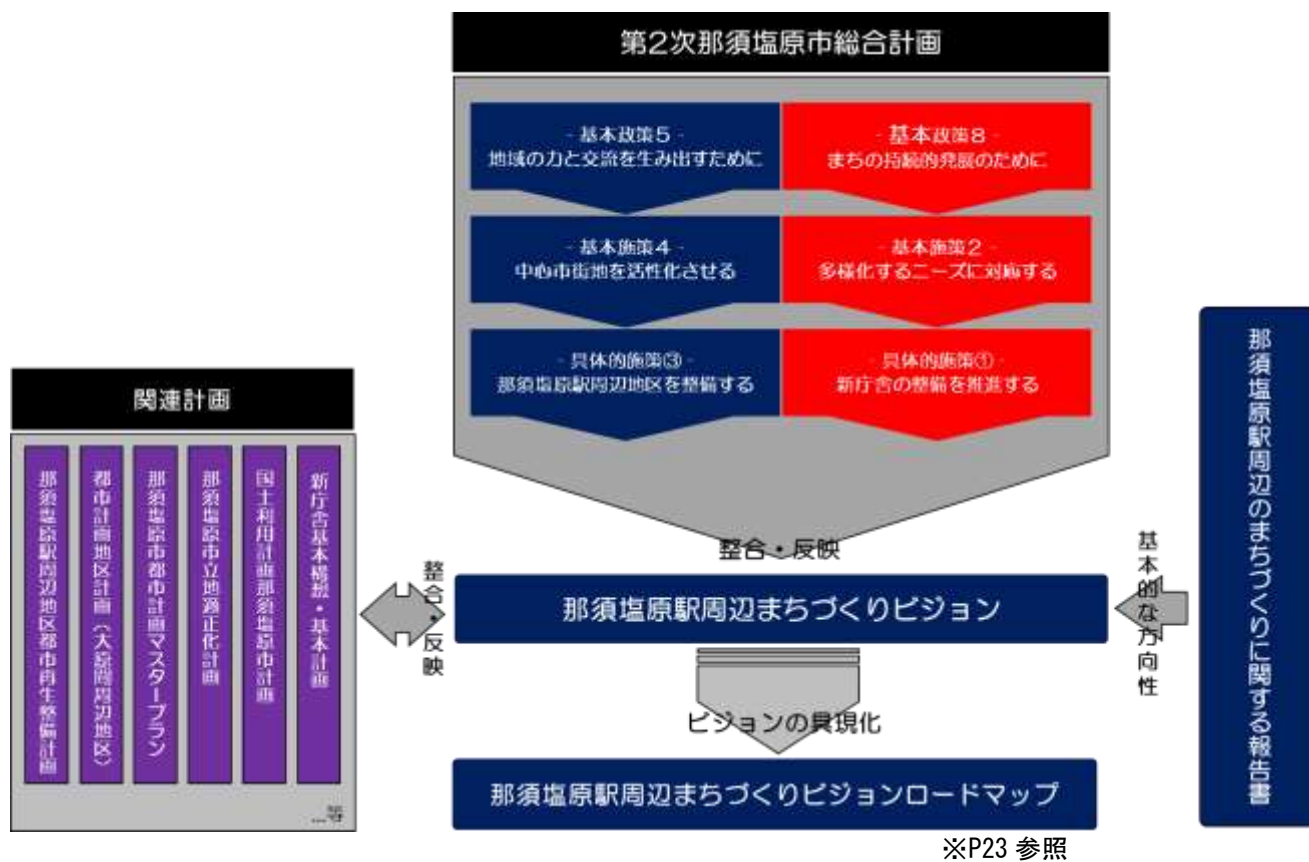 第2次那須塩原市総合計画
- 基本政策5 -
地域の力と交流を生み出すために
- 基本政策8 -
まちの持続的発展のために
- 基本施策4 -
中心市街地を活性化させる
- 基本施策2 -
多様化するニーズに対応する
- 具体的施策③ -
那須塩原駅周辺地区を整備する
- 具体的施策① -
新庁舎の整備を推進する
整合・反映
関連計画
新庁舎基本構想・基本計画
国土利用計画那須塩原市計画
那須塩原市立地適正化計画
那須塩原市都市計画マスタープラン
都市計画地区計画（大原間周辺地区）
那須塩原駅周辺地区都市再生整備計画
…等
整合・反映
那須塩原駅周辺まちづくりビジョン
基本的な方向性
那須塩原駅周辺のまちづくりに関する報告書
ビジョンの具現化
那須塩原駅周辺まちづくりビジョンロードマップ
※P23 参照